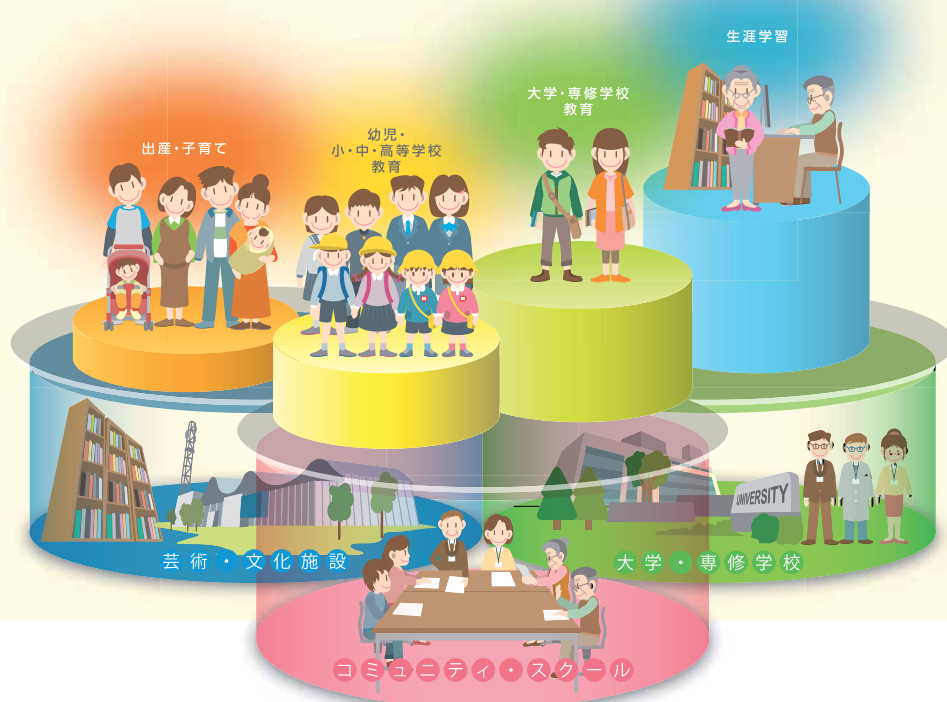 生涯学習
大学・専修学校
教育
幼児・
小・中・高等学校
教育
出産・子育て
UNIVERSITY
芸術・文化施設
大学・専修学校
コミュニティ・スクール